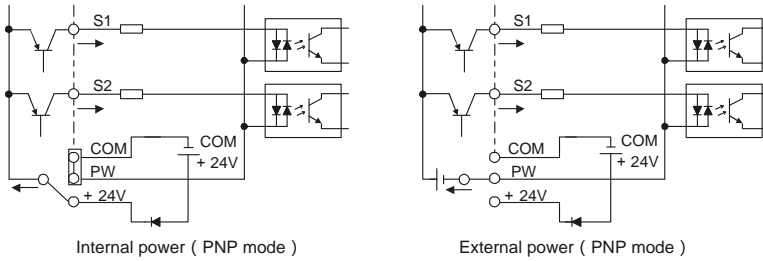 S1
S2
COM
PW
+ 24V
COM
+ 24V
Internal power ( PNP mode )
S1
S2
COM
PW
+ 24V
COM
+ 24V
External power ( PNP mode )